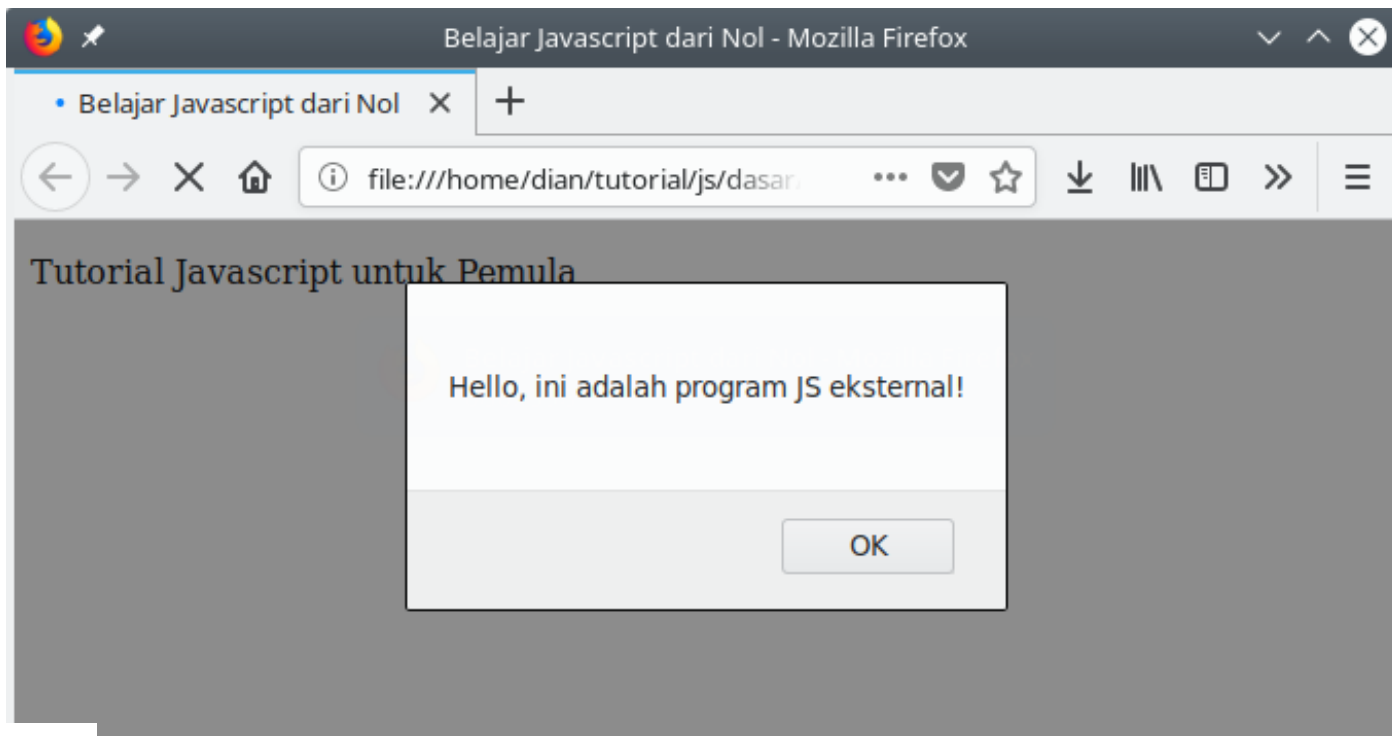 Belajar Javascript dari Nol - Mozilla Firefox
Belajar Javascript dari Nol
file:///home/dian/tutorial/js/dasar
Tutorial Javascript untuk Pemula
Hello, ini adalah program JS eksternal!
OK